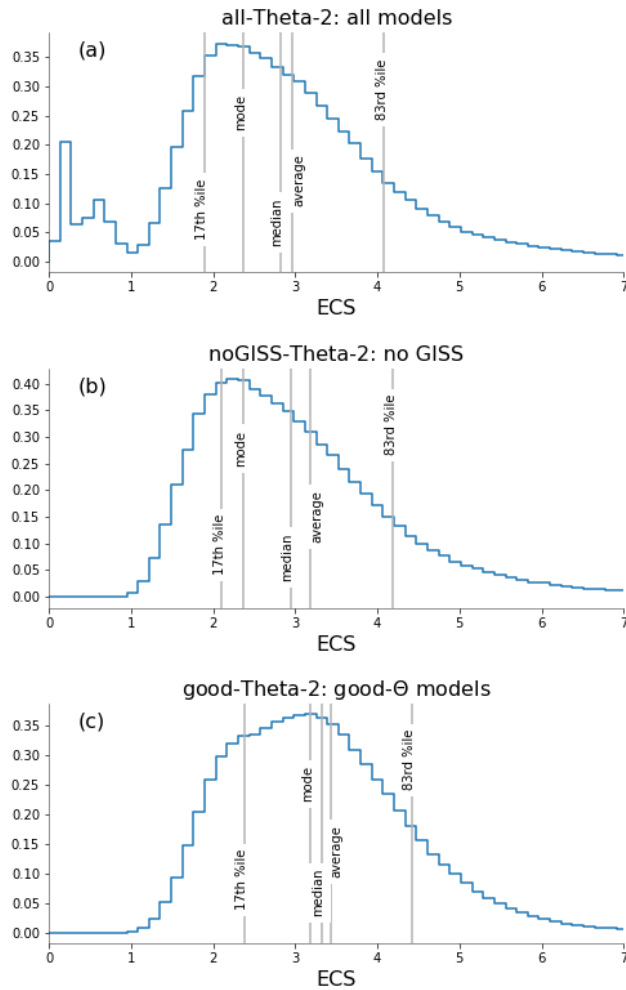 all-Theta-2: all models
(a)
0.35
0.30
0.25
0.20
0.15
0.10
0.05
0.00
17th %ile
mode
median
average
83rd %ile
0 1 2 3 4 5 6 7
ECS
noGISS-Theta-2: no GISS
(b)
0.40
0.35
0.30
0.25
0.20
0.15
0.10
0.05
0.00
17th %ile
mode
median
average
83rd %ile
0 1 2 3 4 5 6 7
ECS
good-Theta-2: good-Θ models
(c)
0.35
0.30
0.25
0.20
0.15
0.10
0.05
0.00
17th %ile
mode
median
average
83rd %ile
0 1 2 3 4 5 6 7
ECS